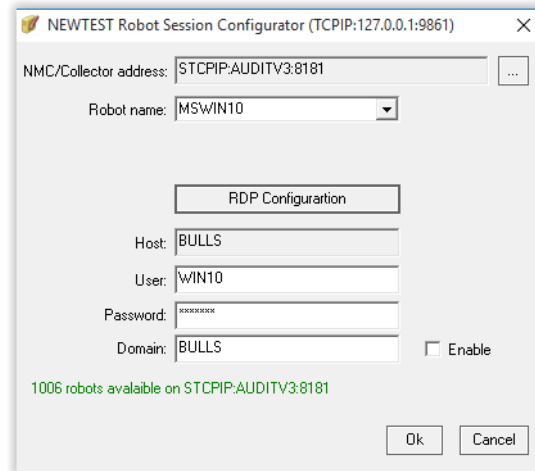 NEWTEST Robot Session Configurator (TCPIP:127.0.0.1:9861)
NMC/Collector address: STCPIP:AUDITV3:8181 ...
Robot name: MSWIN10
RDP Configurartion
Host: BULLS
User: WIN10
Password: *******
Domain: BULLS Enable
1006 robots avalaible on STCPIP:AUDITV3:8181
Ok Cancel